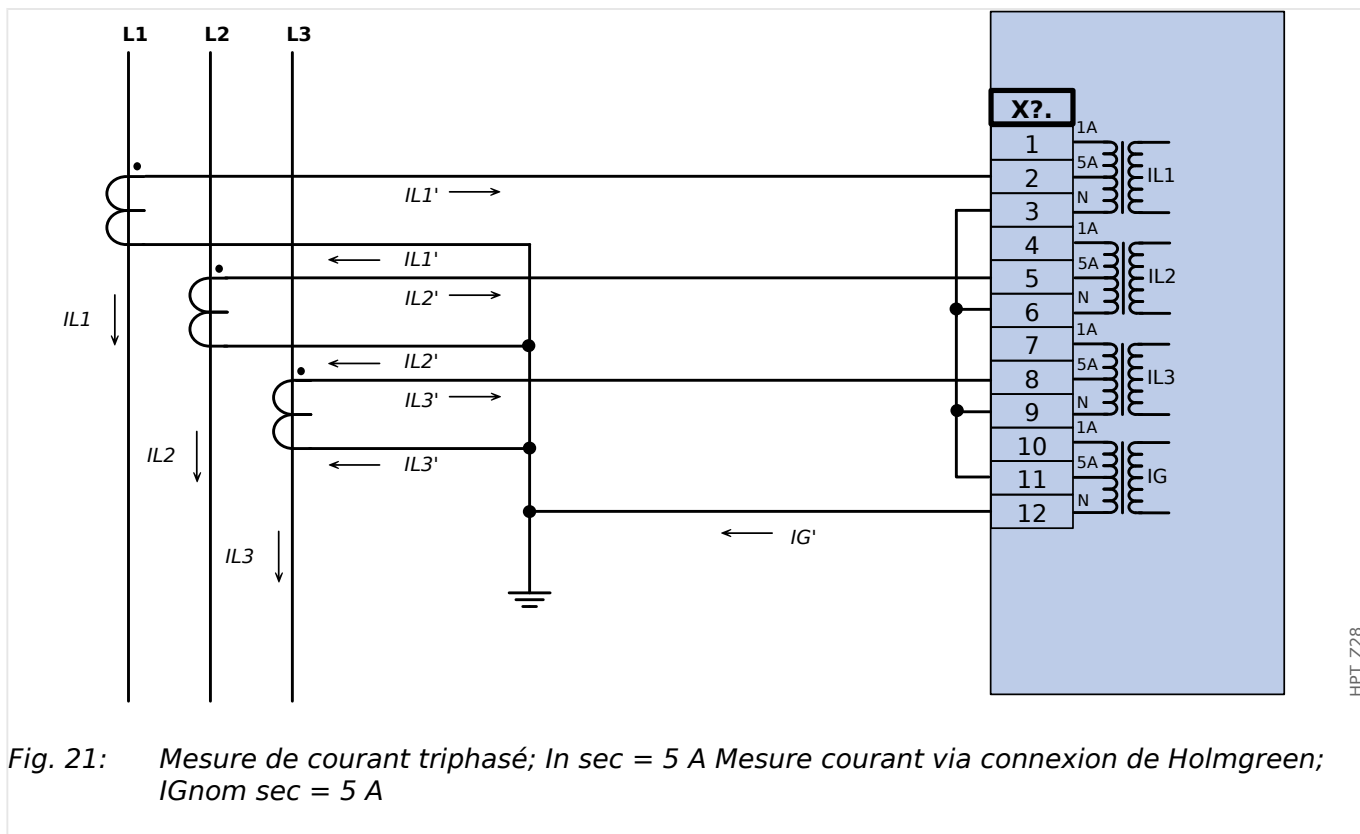 L1 L2 L3
X?.
1 1A
2 5A IL1
3 N
4 1A
5 5A IL2
6 N
7 1A
8 5A IL3
9 N
10 1A
11 5A IG
12 N
IL1'
IL1'
IL2'
IL1
IL2'
IL3'
IL2
IL3'
IG'
IL3
HPT_Z28
Fig. 21: Mesure de courant triphasé; In sec = 5 A Mesure courant via connexion de Holmgreen;
IGnom sec = 5 A